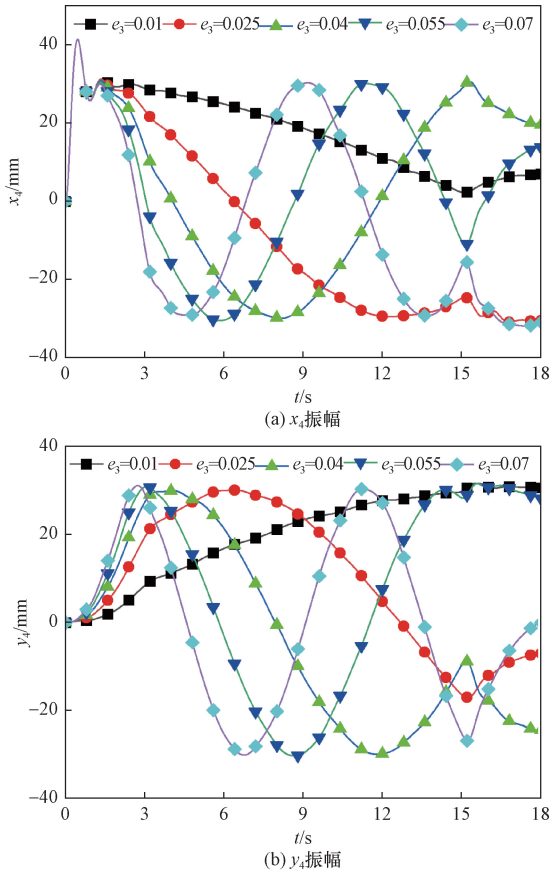 e₃=0.01 e₃=0.025 e₃=0.04 e₃=0.055 e₃=0.07
40
20
0
−20
−40
x₄/mm
0 3 6 9 12 15 18
t/s
(a) x₄振幅
e₃=0.01 e₃=0.025 e₃=0.04 e₃=0.055 e₃=0.07
40
20
0
−20
−40
y₄/mm
0 3 6 9 12 15 18
t/s
(b) y₄振幅